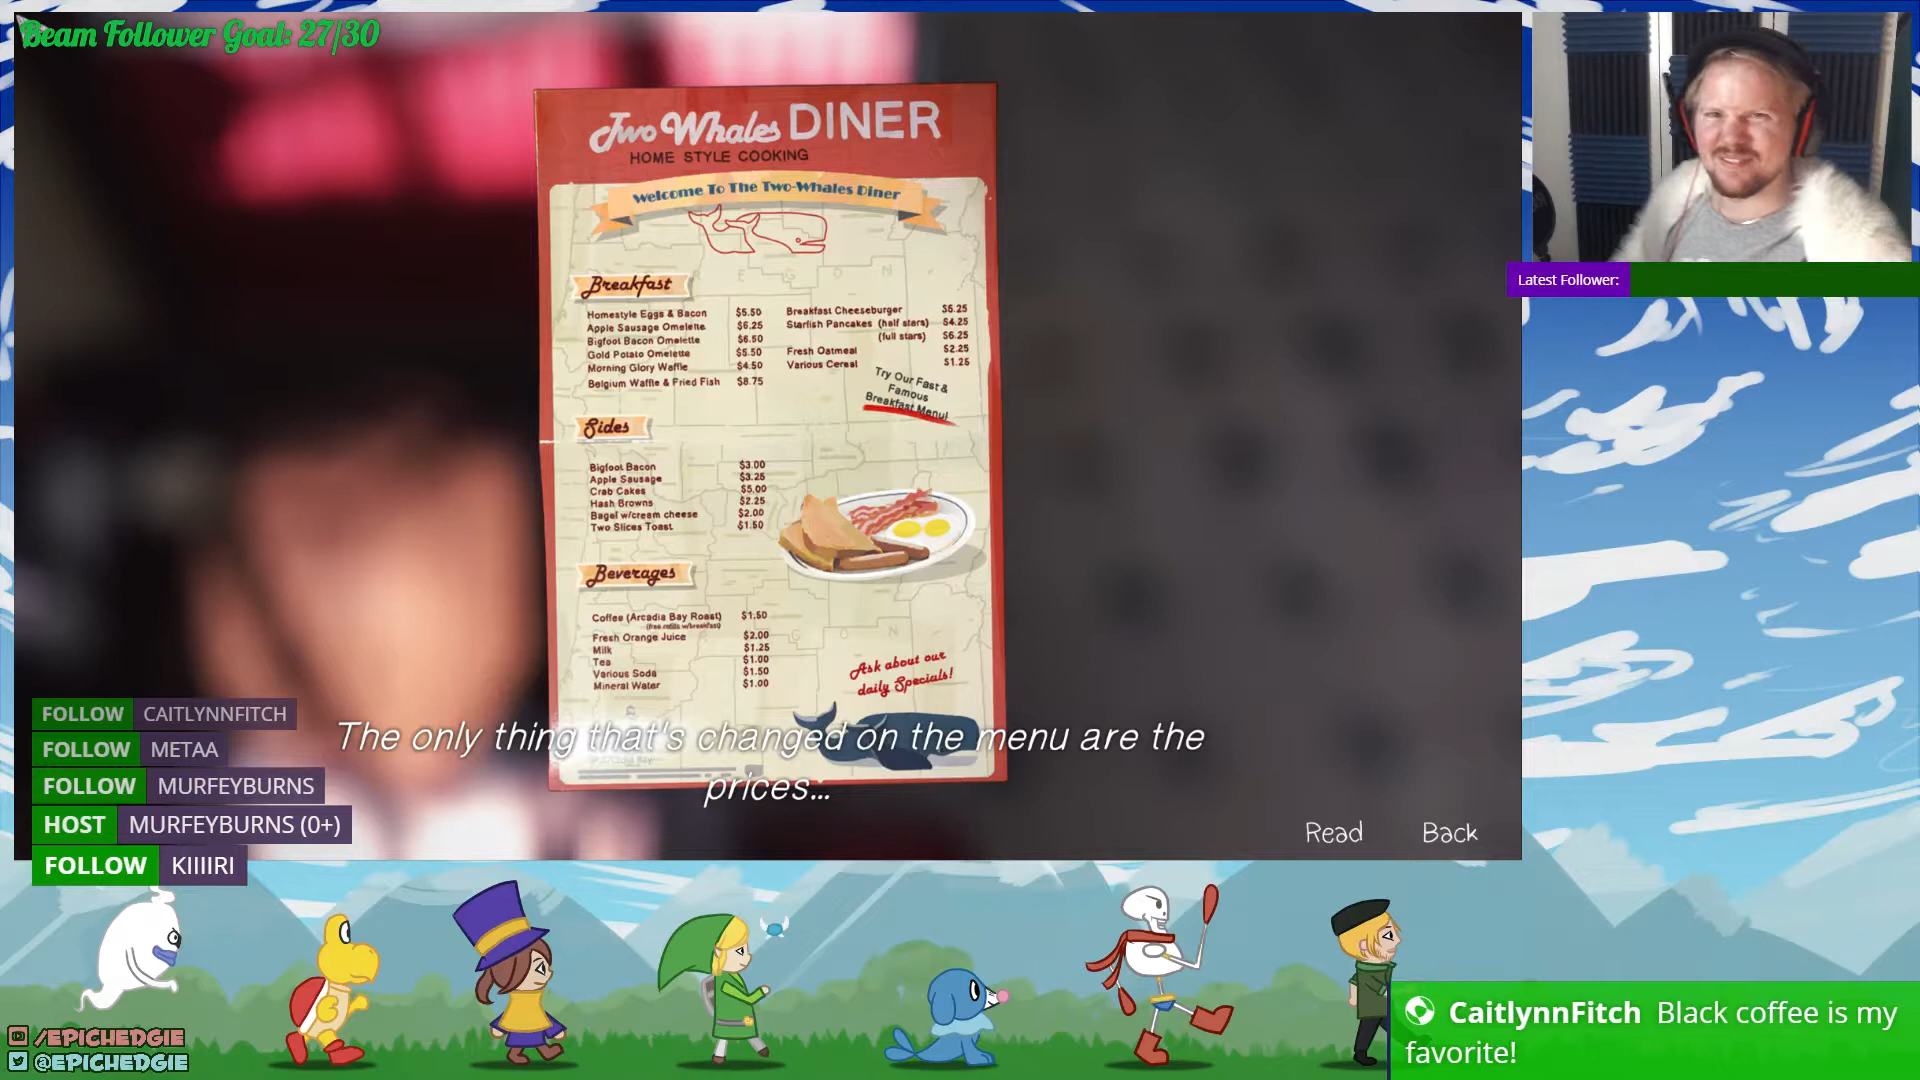 Beam Follower Goal: 27/30
Two Whales DINER
HOME STYLE COOKING
Welcome To The Two-Whales Diner
Breakfast
Homestyle Eggs & Bacon $5.50
Apple Sausage Omelette $6.25
Bigfoot Bacon Omelette $6.50
Gold Potato Omelette $5.50
Morning Glory Waffle $4.50
Belgium Waffle & Fried Fish $8.75
Breakfast Cheeseburger $6.25
Starfish Pancakes (half stars) $4.25
(full stars) $6.25
Fresh Oatmeal $2.25
Various Cereal $1.25
Try Our Fast &
Famous
Breakfast Menu!
Sides
Bigfoot Bacon $3.00
Apple Sausage $3.25
Crab Cakes $5.00
Hash Browns $2.25
Bagel w/cream cheese $2.00
Two Slices Toast $1.50
Beverages
Coffee (Arcadia Bay Roast) $1.50
(free refills w/breakfast)
Fresh Orange Juice $2.00
Milk $1.25
Tea $1.00
Various Soda $1.50
Mineral Water $1.00
Ask about our
daily Specials!
The only thing that's changed on the menu are the
prices...
Read Back
Latest Follower:
FOLLOW CAITLYNNFITCH
FOLLOW METAA
FOLLOW MURFEYBURNS
HOST MURFEYBURNS (0+)
FOLLOW KIIIIRI
/EPICHEDGIE
@EPICHEDGIE
CaitlynnFitch Black coffee is my
favorite!